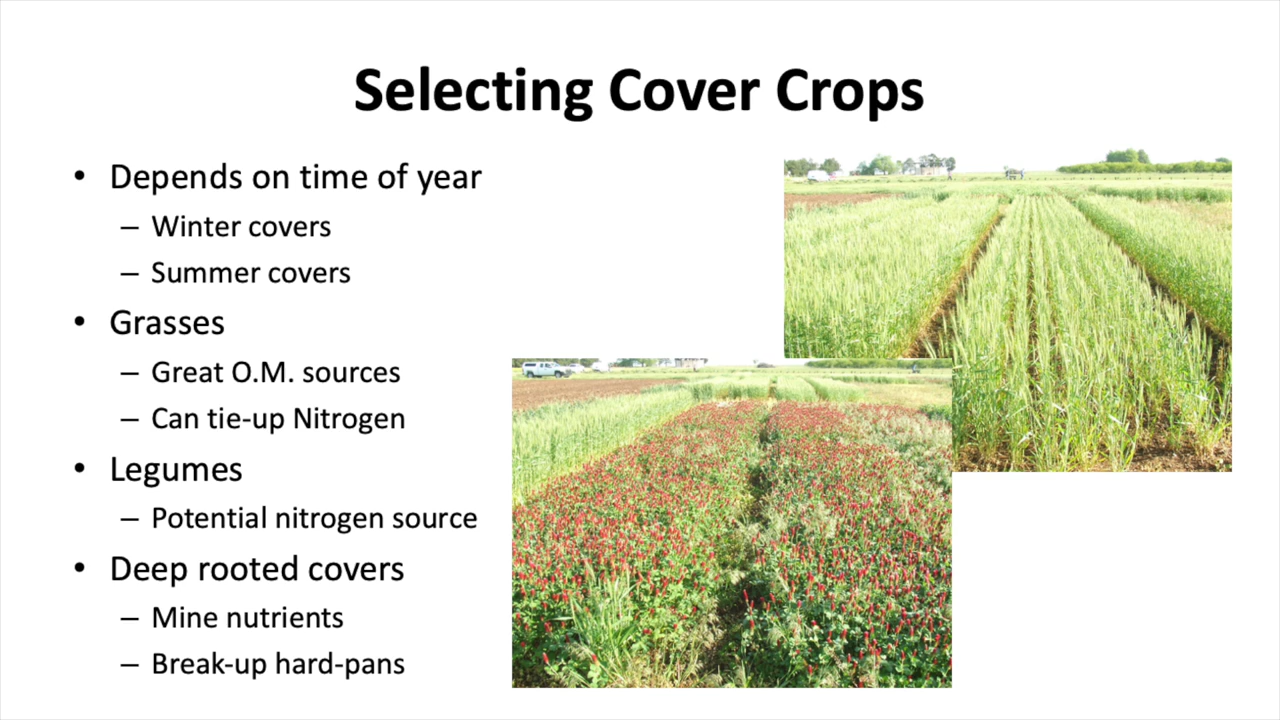 Selecting Cover Crops
• Depends on time of year
– Winter covers
– Summer covers
• Grasses
– Great O.M. sources
– Can tie-up Nitrogen
• Legumes
– Potential nitrogen source
• Deep rooted covers
– Mine nutrients
– Break-up hard-pans